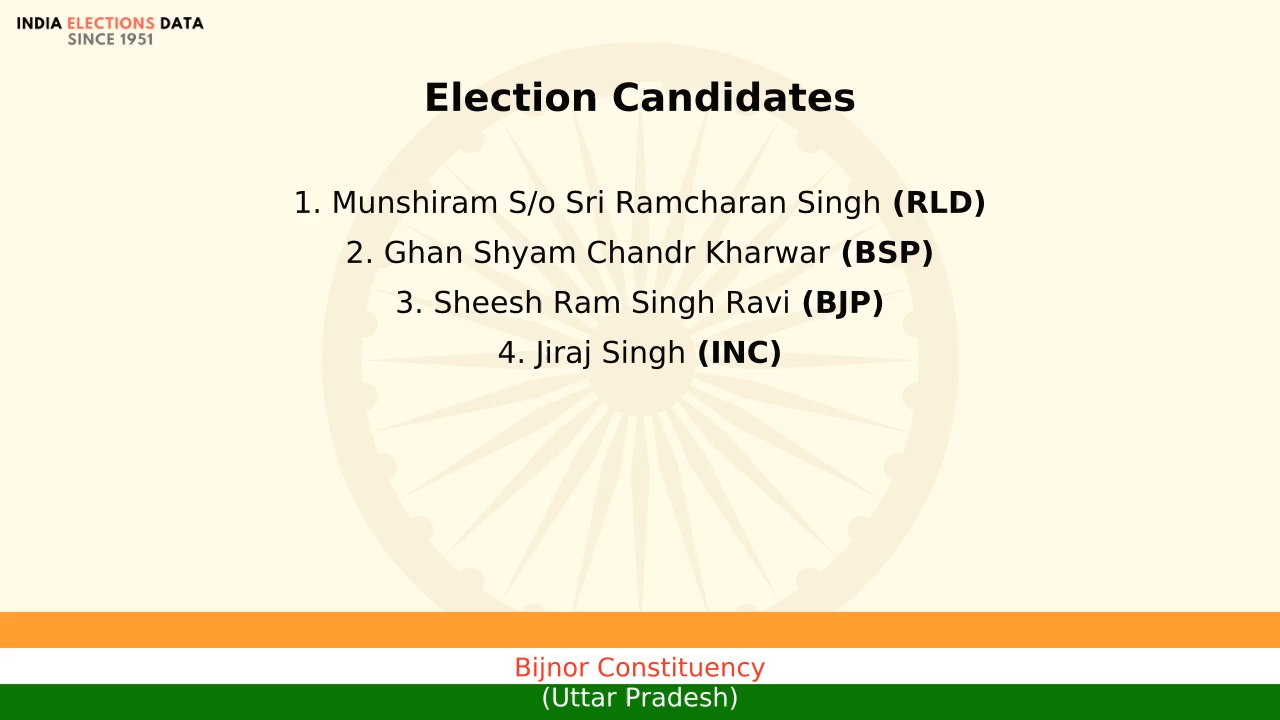 INDIA ELECTIONS DATA
SINCE 1951
Election Candidates
1. Munshiram S/o Sri Ramcharan Singh (RLD)
2. Ghan Shyam Chandr Kharwar (BSP)
3. Sheesh Ram Singh Ravi (BJP)
4. Jiraj Singh (INC)
Bijnor Constituency
(Uttar Pradesh)